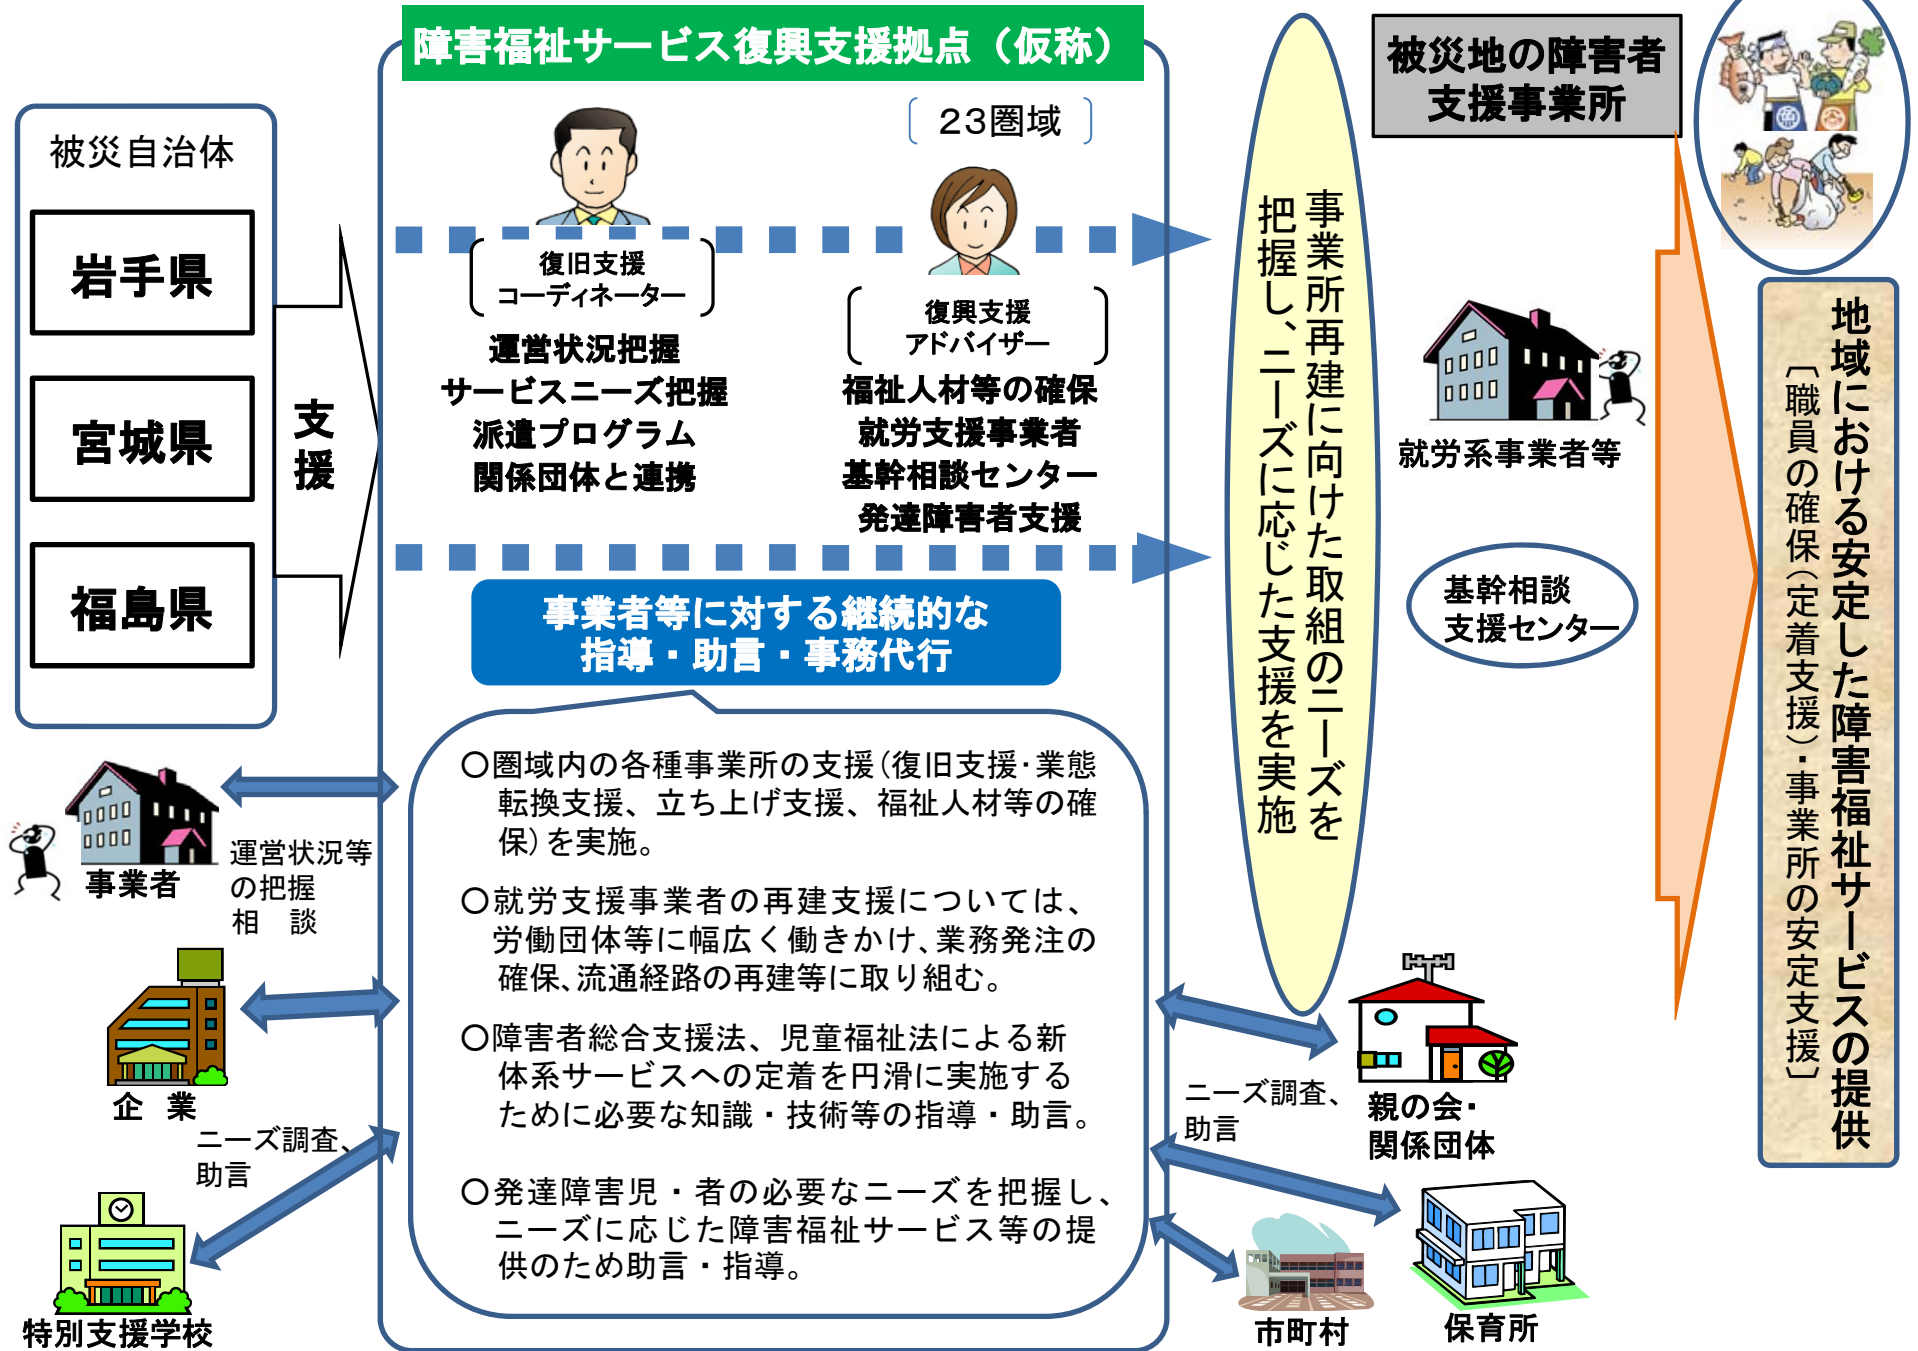 障害福祉サービス復興支援拠点（仮称）
〔 23圏域 〕
被災自治体
岩手県
宮城県
福島県
支援
復旧支援
コーディネーター
運営状況把握
サービスニーズ把握
派遣プログラム
関係団体と連携
復興支援
アドバイザー
福祉人材等の確保
就労支援事業者
基幹相談センター
発達障害者支援
事業者等に対する継続的な
指導・助言・事務代行
○圏域内の各種事業所の支援（復旧支援・業態
転換支援、立ち上げ支援、福祉人材等の確
保）を実施。
○就労支援事業者の再建支援については、
労働団体等に幅広く働きかけ、業務発注の
確保、流通経路の再建等に取り組む。
○障害者総合支援法、児童福祉法による新
体系サービスへの定着を円滑に実施する
ために必要な知識・技術等の指導・助言。
○発達障害児・者の必要なニーズを把握し、
ニーズに応じた障害福祉サービス等の提
供のため助言・指導。
事業者
運営状況等
の把握
相　談
企　業
ニーズ調査、
助言
特別支援学校
事業所再建に向けた取組のニーズを
把握し、ニーズに応じた支援を実施
被災地の障害者
支援事業所
就労系事業者等
基幹相談
支援センター
ニーズ調査、
助言
親の会・
関係団体
市町村
保育所
魚
地域における安定した障害福祉サービスの提供
〔職員の確保（定着支援）・事業所の安定支援〕